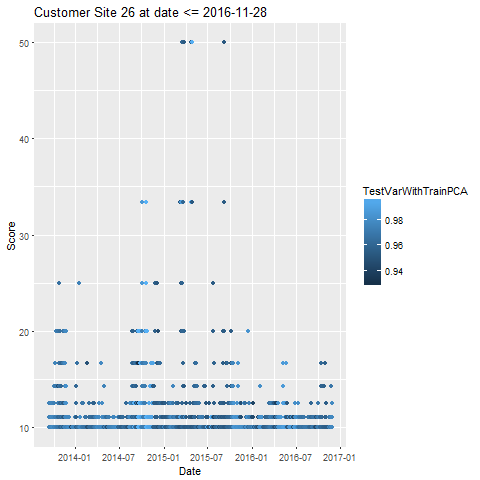 Customer Site 26 at date <= 2016-11-28
50
40
30
20
10
Score
2014-01 2014-07 2015-01 2015-07 2016-01 2016-07 2017-01
Date
TestVarWithTrainPCA
0.98
0.96
0.94